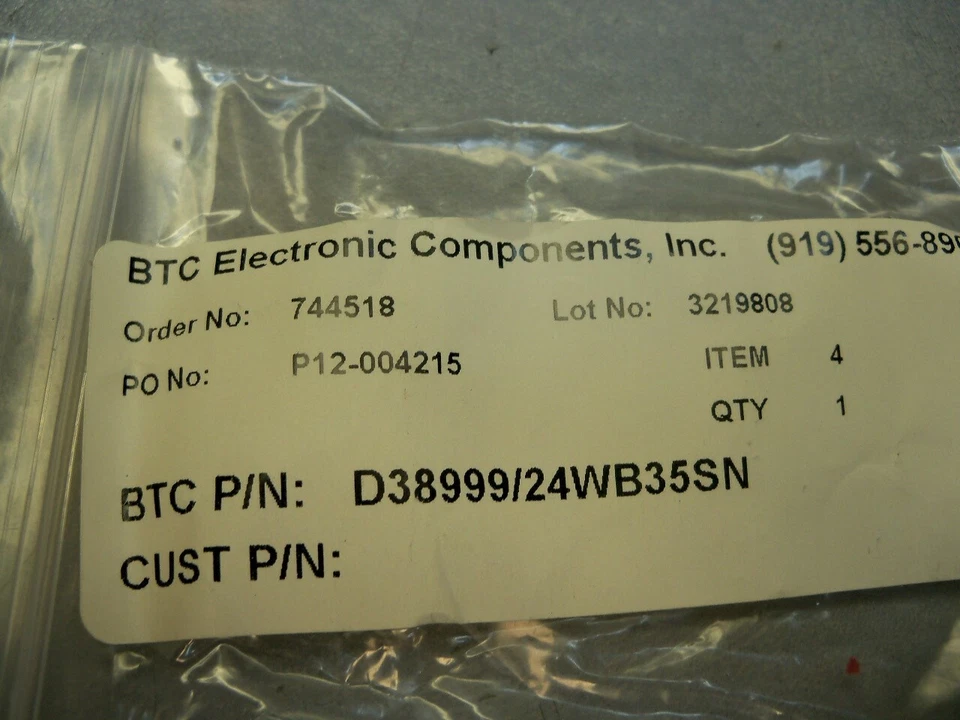 BTC Electronic Components, Inc. (919) 556-89
Order No: 744518 Lot No: 3219808
PO No: P12-004215 ITEM 4
QTY 1
BTC P/N: D38999/24WB35SN
CUST P/N: